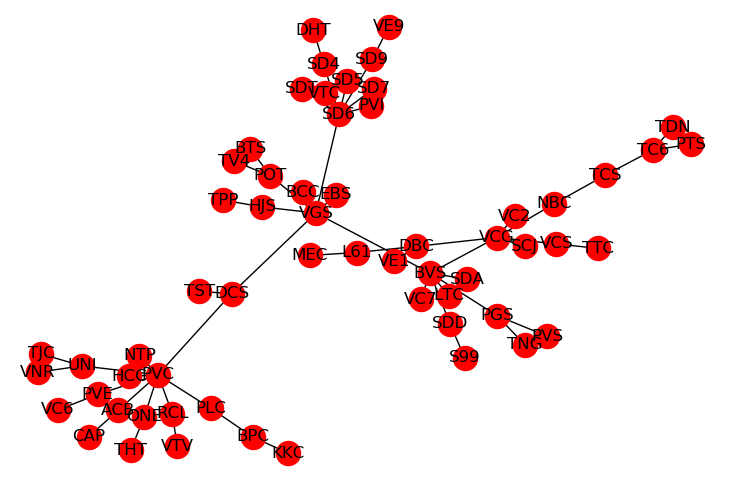 DHT
VE9
SD4
SD9
SD5
SDT
VTC
SD7
PVI
SD6
TDN
PTS
TC6
BTS
TV4
POT
TCS
BCC
EBS
TPP
HJS
VGS
NBC
VC2
VCG
SCI
VCS
TTC
DBC
L61
MEC
VE1
BVS
SDA
TST
DCS
VC7
LTC
PGS
SDD
PVS
TNG
S99
TJC
NTP
UNI
VNR
HCC
PVC
PVE
VC6
ACB
ONE
RCL
PLC
CAP
THT
VTV
BPC
KKC